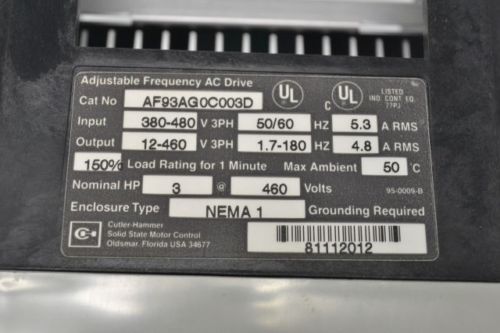 Adjustable Frequency AC Drive
Cat No AF93AG0C003D UL C UL LISTED
IND. CONT. EQ.
77PJ
Input 380-480 V 3PH 50/60 HZ 5.3 A RMS
Output 12-460 V 3PH 1.7-180 HZ 4.8 A RMS
150% Load Rating for 1 Minute Max Ambient 50 °C
Nominal HP 3 @ 460 Volts 95-0009-B
Enclosure Type NEMA 1 Grounding Required
Cutler-Hammer
Solid State Motor Control
Oldsmar, Florida USA 34677
81112012